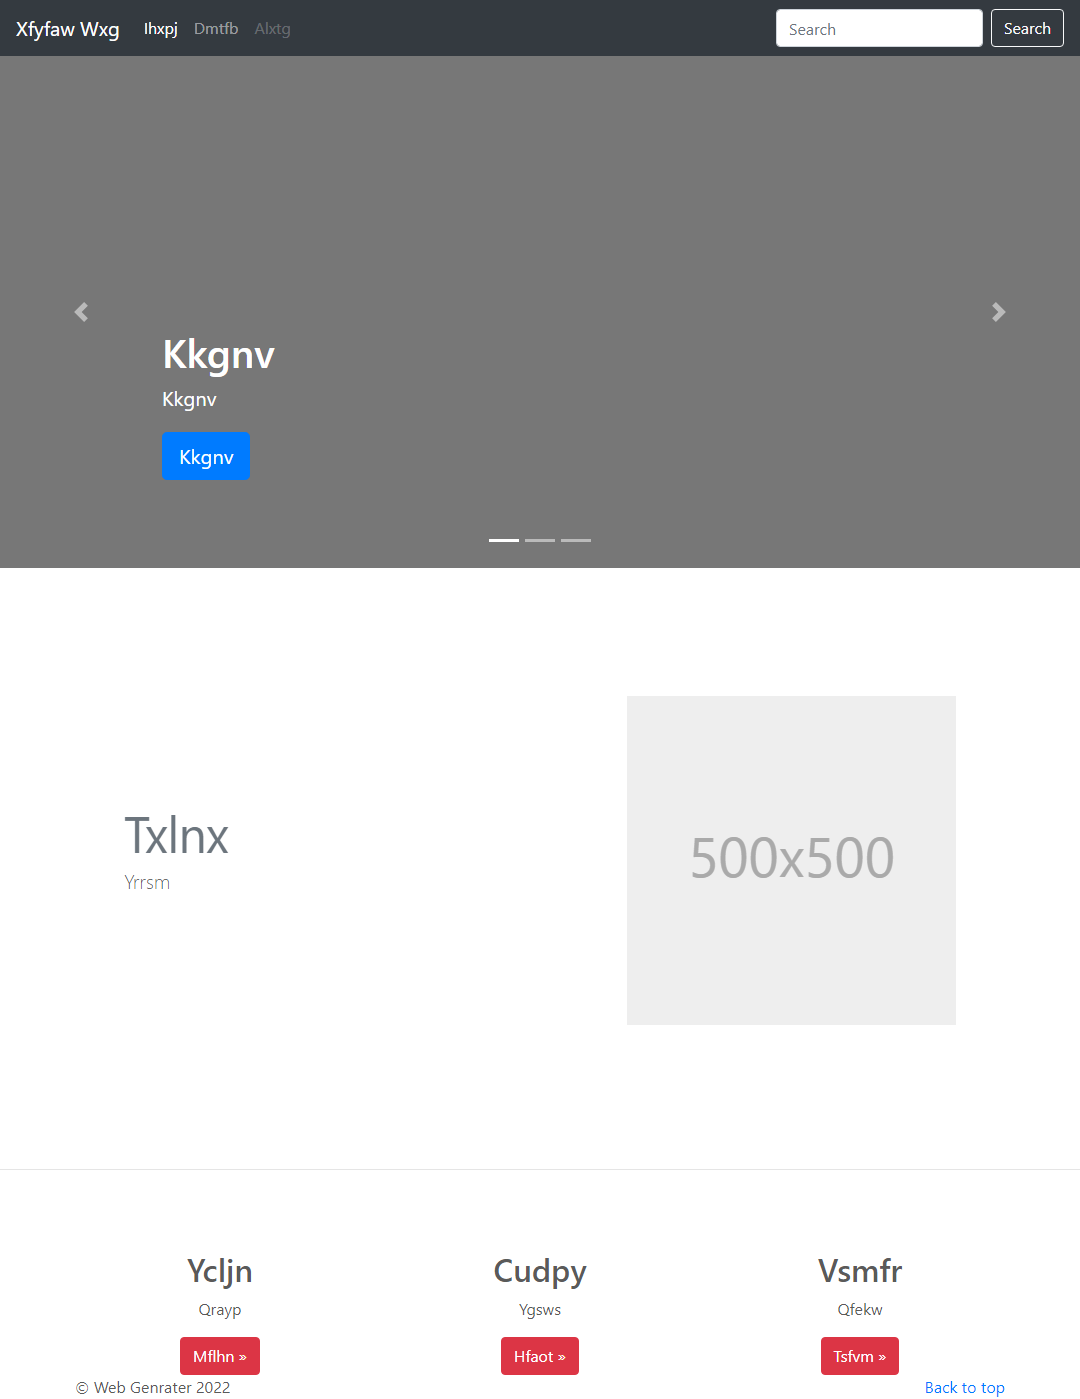 Xfyfaw Wxg Ihxpj Dmtfb Alxtg Search Search
Kkgnv
Kkgnv
Kkgnv
Txlnx
Yrrsm
500x500
Ycljn Cudpy Vsmfr
Qrayp Ygsws Qfekw
Mflhn » Hfaot » Tsfvm »
© Web Genrater 2022 Back to top